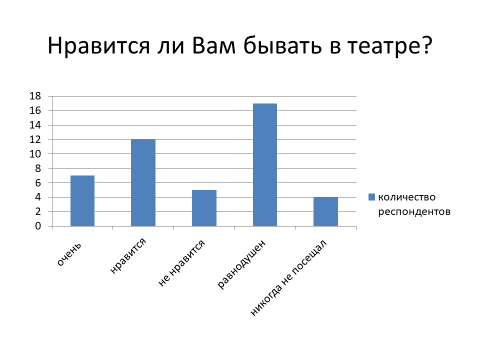 Нравится ли Вам бывать в театре?
18
16
14
12
10
8
6
4
2
0
очень
нравится
не нравится
равнодушен
никогда не посещал
количество
респондентов